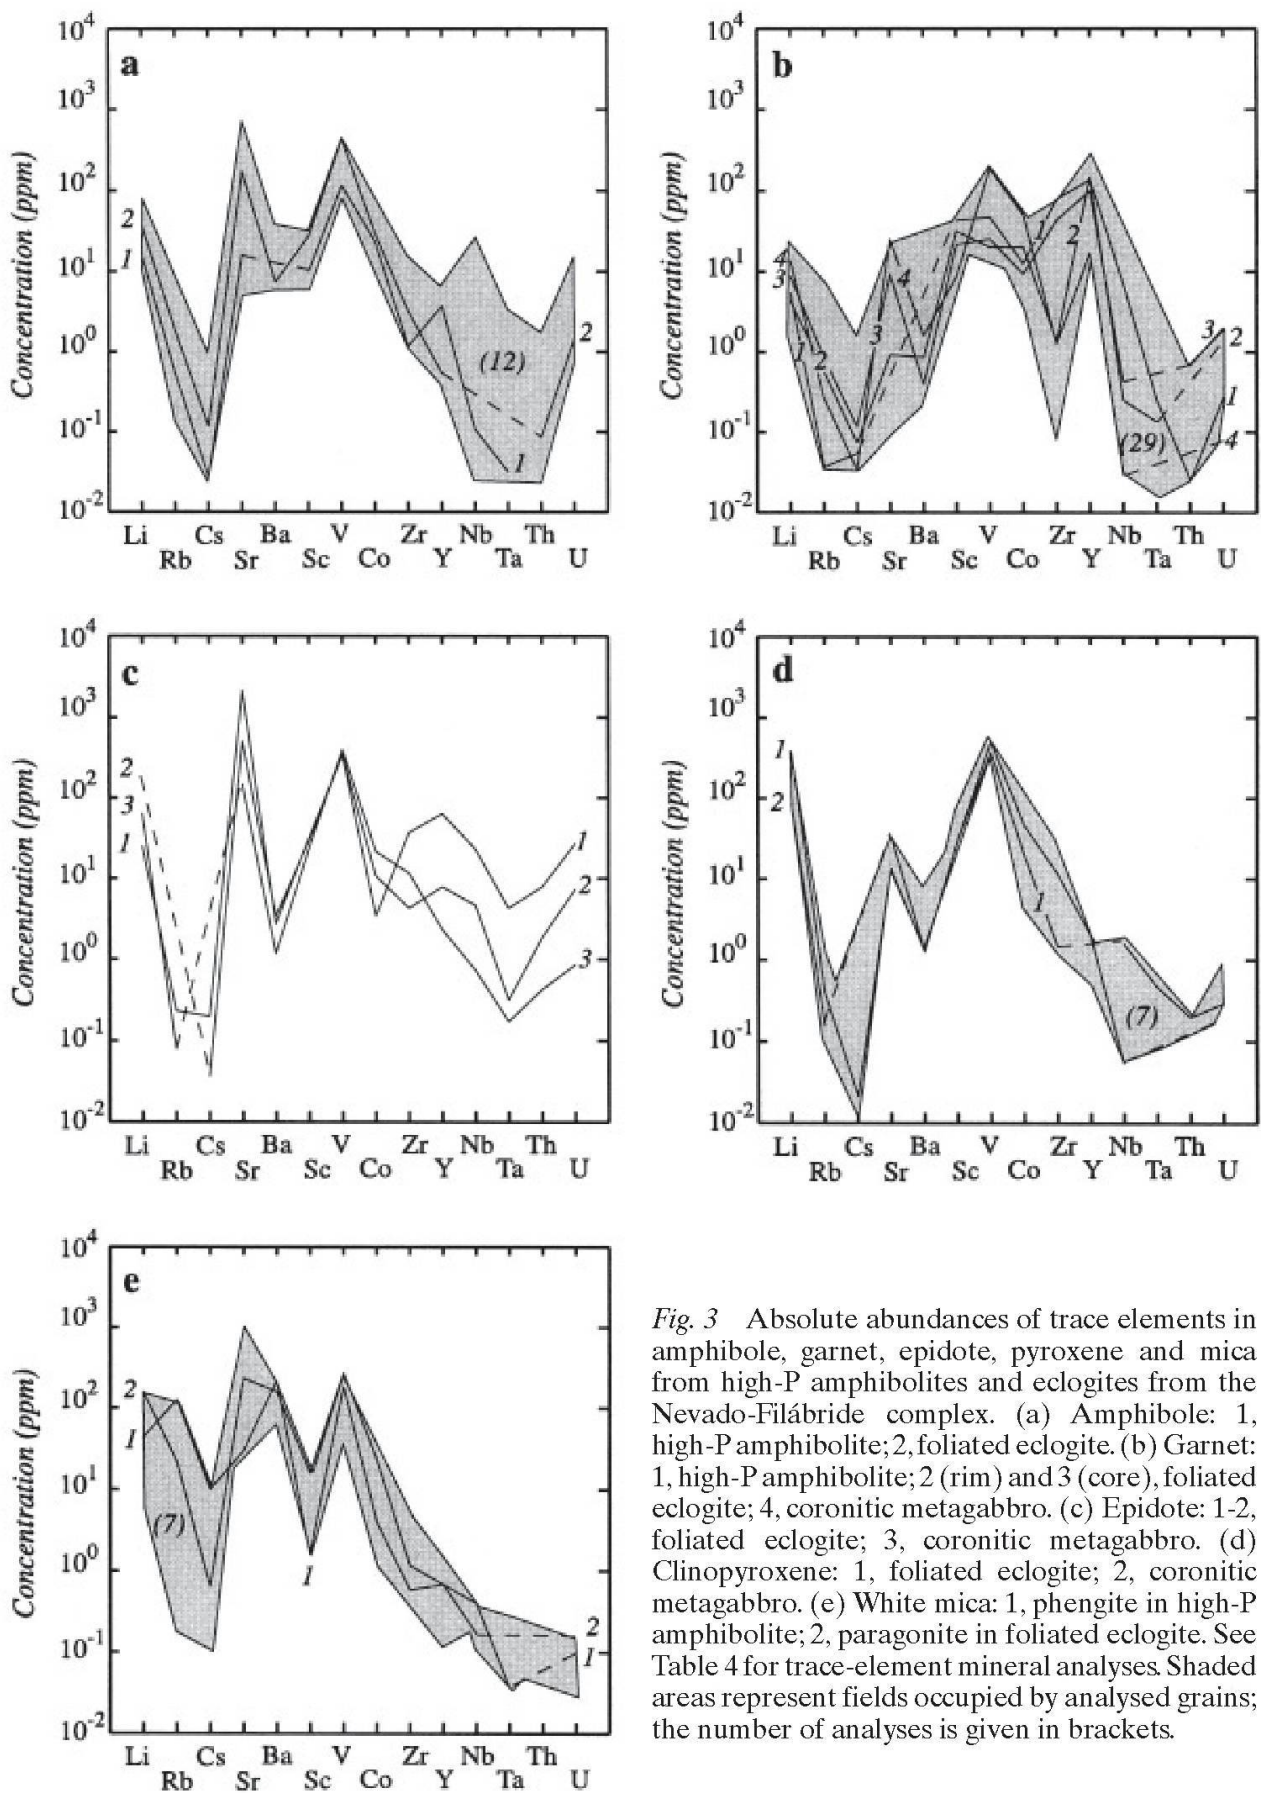 a
Concentration (ppm)
10^4
10^3
10^2
10^1
10^0
10^-1
10^-2
2
1
(12)
2
1
Li Rb Cs Sr Ba Sc V Co Zr Y Nb Ta Th U
b
Concentration (ppm)
10^4
10^3
10^2
10^1
10^0
10^-1
10^-2
4
3
1 2
3
4
1
2
(29)
3 2
1
4
Li Rb Cs Sr Ba Sc V Co Zr Y Nb Ta Th U
c
Concentration (ppm)
10^4
10^3
10^2
10^1
10^0
10^-1
10^-2
2
3
1
1
2
3
Li Rb Cs Sr Ba Sc V Co Zr Y Nb Ta Th U
d
Concentration (ppm)
10^4
10^3
10^2
10^1
10^0
10^-1
10^-2
1
2
1
(7)
Li Rb Cs Sr Ba Sc V Co Zr Y Nb Ta Th U
e
Concentration (ppm)
10^4
10^3
10^2
10^1
10^0
10^-1
10^-2
2
1
(7)
1
2
1
Li Rb Cs Sr Ba Sc V Co Zr Y Nb Ta Th U
Fig. 3 Absolute abundances of trace elements in
amphibole, garnet, epidote, pyroxene and mica
from high-P amphibolites and eclogites from the
Nevado-Filábride complex. (a) Amphibole: 1,
high-P amphibolite; 2, foliated eclogite. (b) Garnet:
1, high-P amphibolite; 2 (rim) and 3 (core), foliated
eclogite; 4, coronitic metagabbro. (c) Epidote: 1-2,
foliated eclogite; 3, coronitic metagabbro. (d)
Clinopyroxene: 1, foliated eclogite; 2, coronitic
metagabbro. (e) White mica: 1, phengite in high-P
amphibolite; 2, paragonite in foliated eclogite. See
Table 4 for trace-element mineral analyses. Shaded
areas represent fields occupied by analysed grains;
the number of analyses is given in brackets.